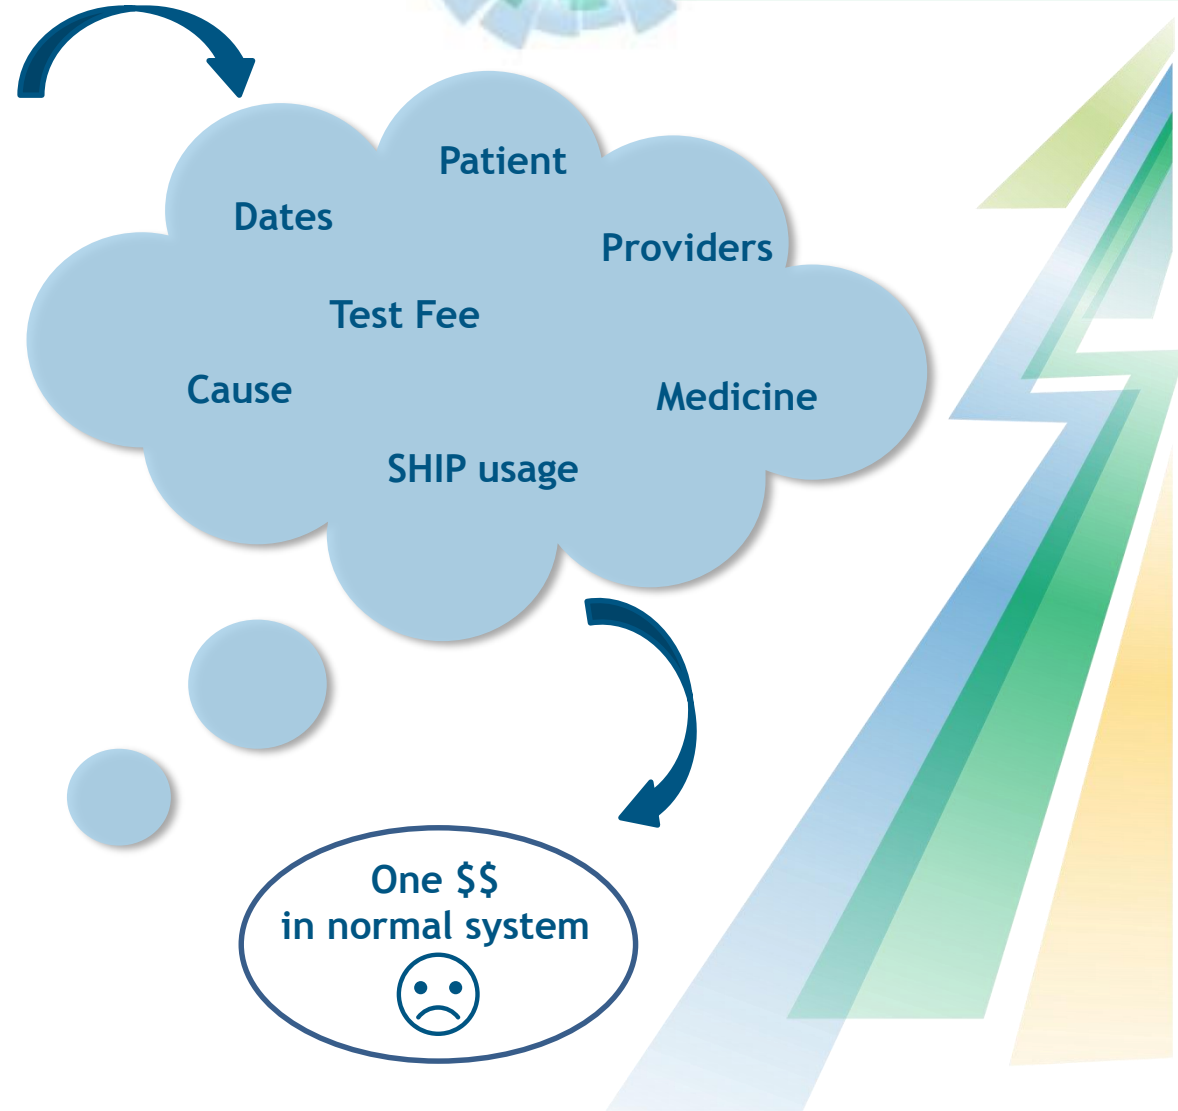 Patient
Dates
Providers
Test Fee
Cause
Medicine
SHIP usage
One $$
in normal system